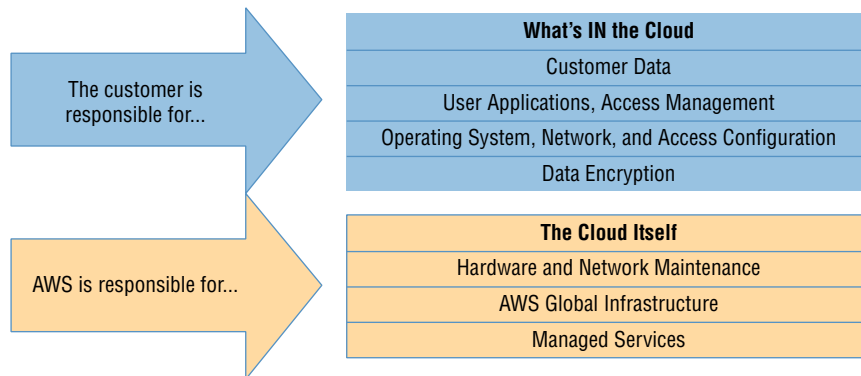 The customer is
responsible for...
What's IN the Cloud
Customer Data
User Applications, Access Management
Operating System, Network, and Access Configuration
Data Encryption
AWS is responsible for...
The Cloud Itself
Hardware and Network Maintenance
AWS Global Infrastructure
Managed Services